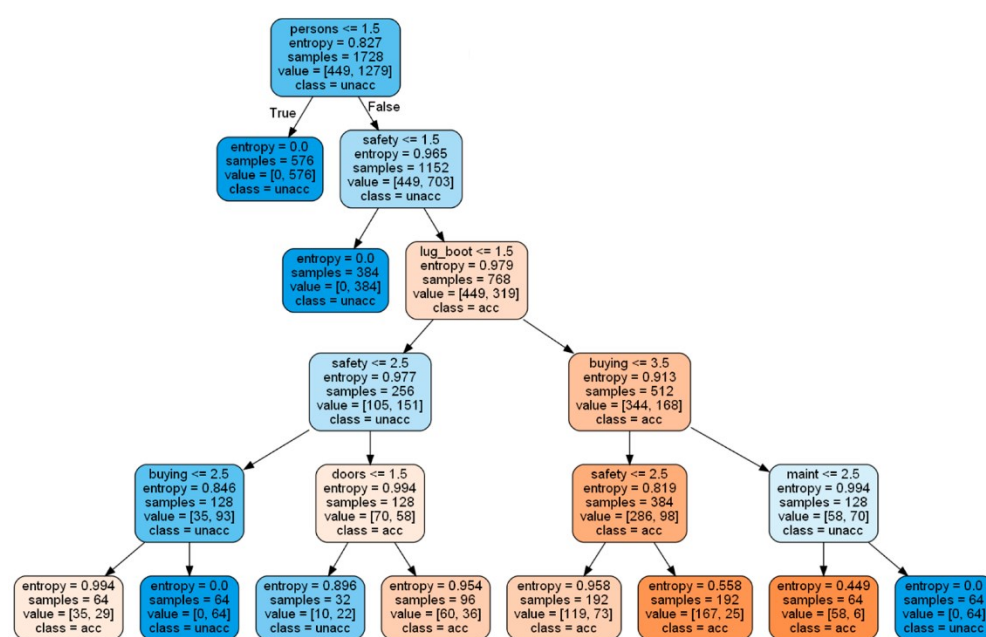 persons <= 1.5
entropy = 0.827
samples = 1728
value = [449, 1279]
class = unacc
True
False
entropy = 0.0
samples = 576
value = [0, 576]
class = unacc
safety <= 1.5
entropy = 0.965
samples = 1152
value = [449, 703]
class = unacc
entropy = 0.0
samples = 384
value = [0, 384]
class = unacc
lug_boot <= 1.5
entropy = 0.979
samples = 768
value = [449, 319]
class = acc
safety <= 2.5
entropy = 0.977
samples = 256
value = [105, 151]
class = unacc
buying <= 3.5
entropy = 0.913
samples = 512
value = [344, 168]
class = acc
buying <= 2.5
entropy = 0.846
samples = 128
value = [35, 93]
class = unacc
doors <= 1.5
entropy = 0.994
samples = 128
value = [70, 58]
class = acc
safety <= 2.5
entropy = 0.819
samples = 384
value = [286, 98]
class = acc
maint <= 2.5
entropy = 0.994
samples = 128
value = [58, 70]
class = unacc
entropy = 0.994
samples = 64
value = [35, 29]
class = acc
entropy = 0.0
samples = 64
value = [0, 64]
class = unacc
entropy = 0.896
samples = 32
value = [10, 22]
class = unacc
entropy = 0.954
samples = 96
value = [60, 36]
class = acc
entropy = 0.958
samples = 192
value = [119, 73]
class = acc
entropy = 0.558
samples = 192
value = [167, 25]
class = acc
entropy = 0.449
samples = 64
value = [58, 6]
class = acc
entropy = 0.0
samples = 64
value = [0, 64]
class = unacc